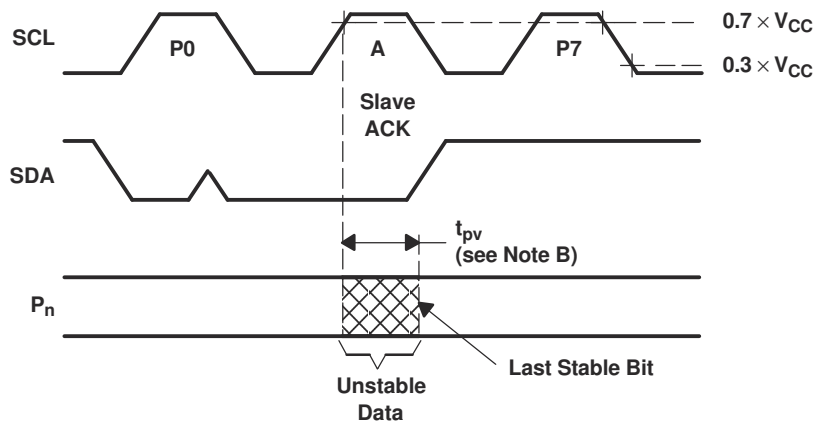 SCL
P0
A
P7
0.7 × VCC
0.3 × VCC
Slave
ACK
SDA
tpv
(see Note B)
Pn
Last Stable Bit
Unstable
Data